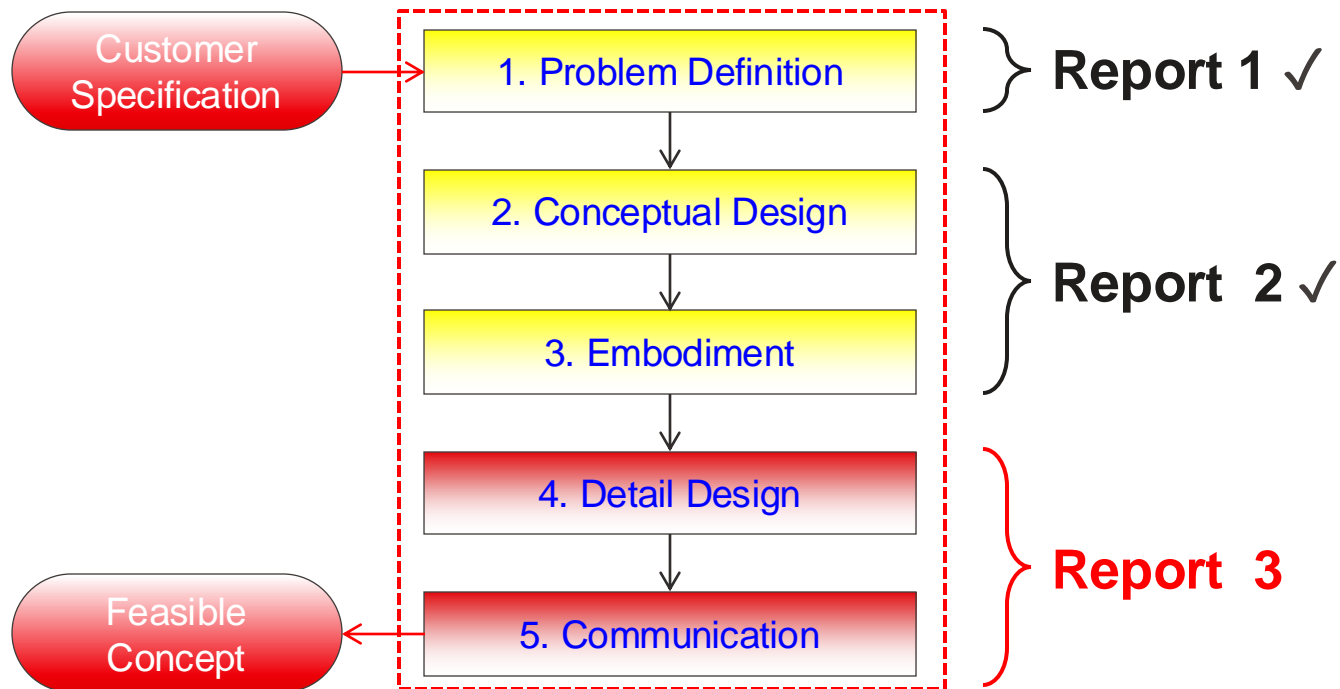 Customer
Specification
1. Problem Definition
Report 1 ✓
2. Conceptual Design
Report 2 ✓
3. Embodiment
4. Detail Design
Report 3
Feasible
Concept
5. Communication